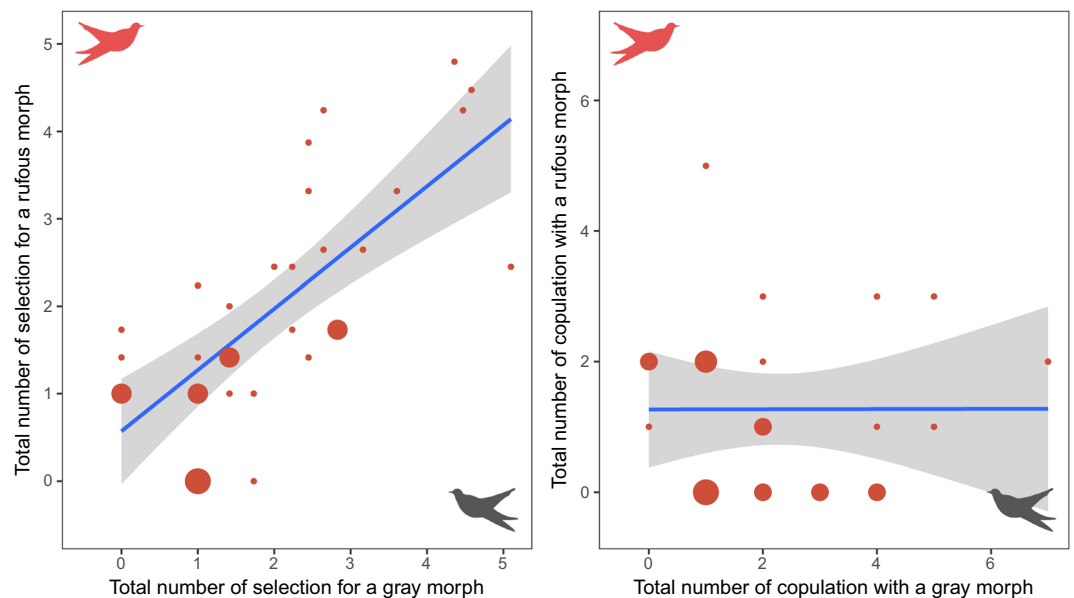 Total number of selection for a rufous morph
5
4
3
2
1
0
0 1 2 3 4 5
Total number of selection for a gray morph
Total number of copulation with a rufous morph
6
4
2
0
0 2 4 6
Total number of copulation with a gray morph